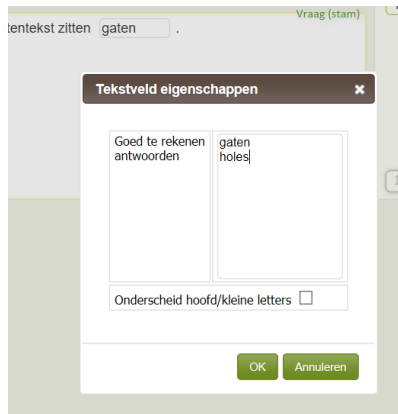 Vraag (stam)
tentekst zitten gaten .
Tekstveld eigenschappen
Goed te rekenen
antwoorden
gaten
holes
Onderscheid hoofd/kleine letters
OK Annuleren